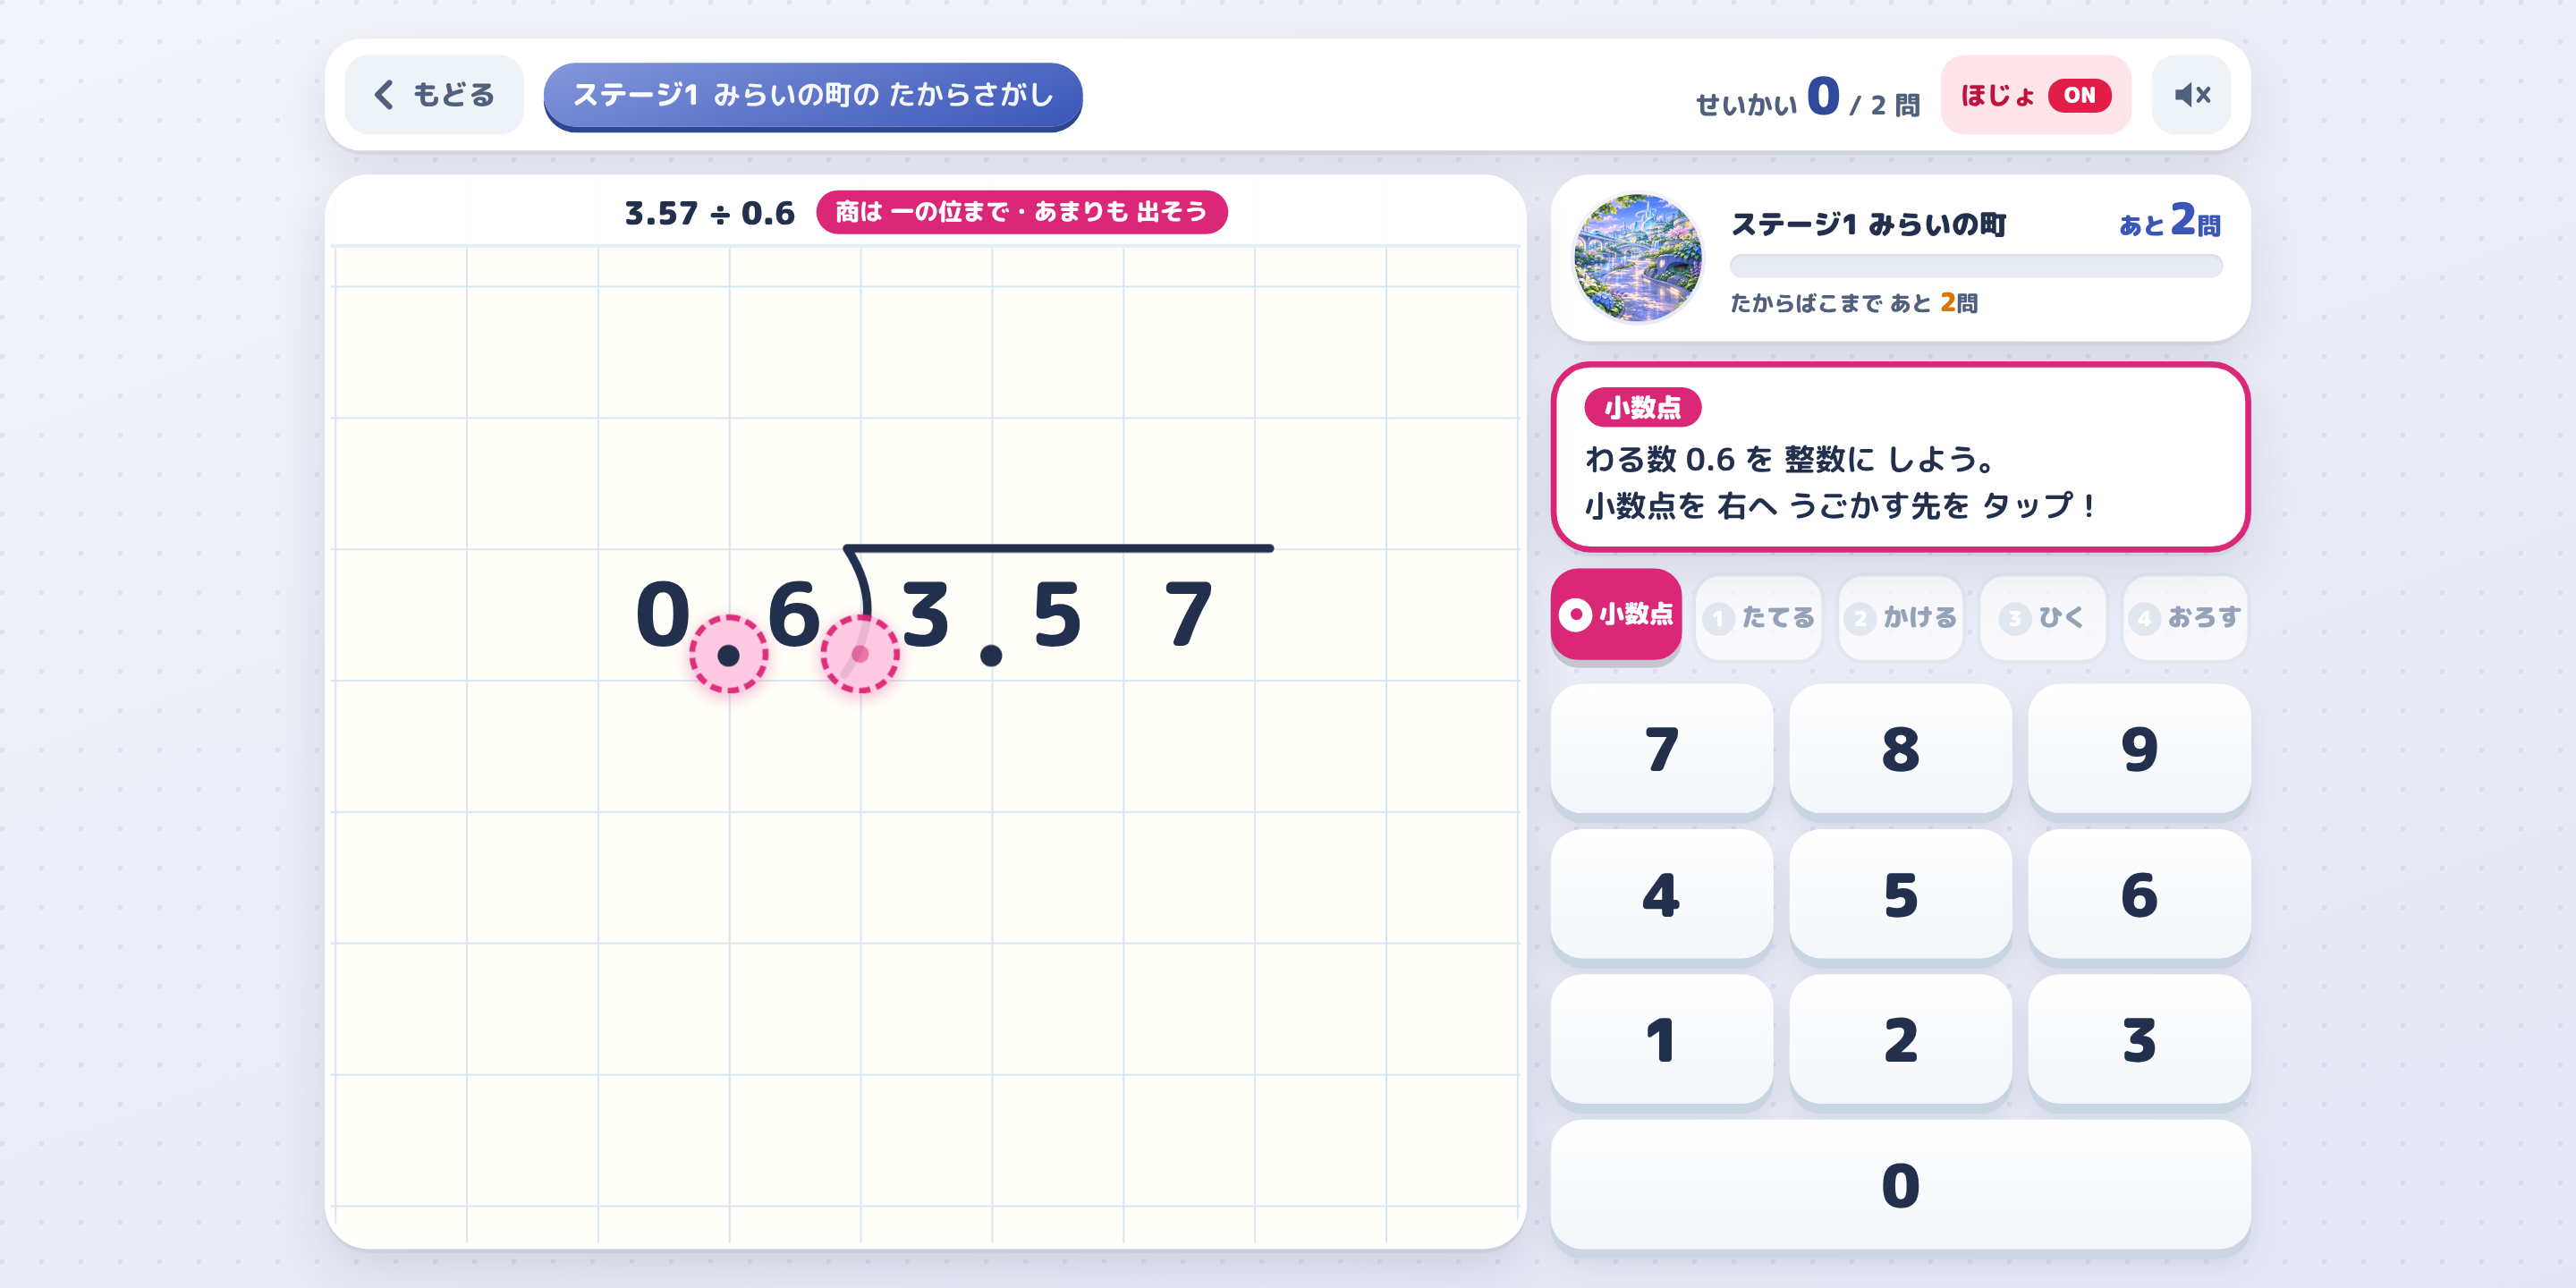 もどる
ステージ1 みらいの町の たからさがし
せいかい 0 / 2 問
ほじょ ON
3.57 ÷ 0.6
商は 一の位まで・あまりも 出そう
0.6 3.57
ステージ1 みらいの町
あと2問
たからばこまで あと 2問
小数点
わる数 0.6 を 整数に しよう。
小数点を 右へ うごかす先を タップ！
小数点
1 たてる
2 かける
3 ひく
4 おろす
7 8 9
4 5 6
1 2 3
0